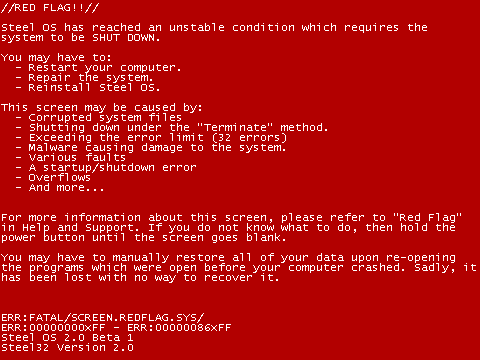 //RED FLAG!!//
Steel OS has reached an unstable condition which requires the
system to be SHUT DOWN.
You may have to:
- Restart your computer.
- Repair the system.
- Reinstall Steel OS.
This screen may be caused by:
- Corrupted system files
- Shutting down under the "Terminate" method.
- Exceeding the error limit (32 errors)
- Malware causing damage to the system.
- Various faults
- A startup/shutdown error
- Overflows
- And more...
For more information about this screen, please refer to "Red Flag"
in Help and Support. If you do not know what to do, then hold the
power button until the screen goes blank.
You may have to manually restore all of your data upon re-opening
the programs which were open before your computer crashed. Sadly, it
has been lost with no way to recover it.
ERR:FATAL/SCREEN.REDFLAG.SYS/
ERR:00000000xFF - ERR:00000086xFF
Steel OS 2.0 Beta 1
Steel32 Version 2.0